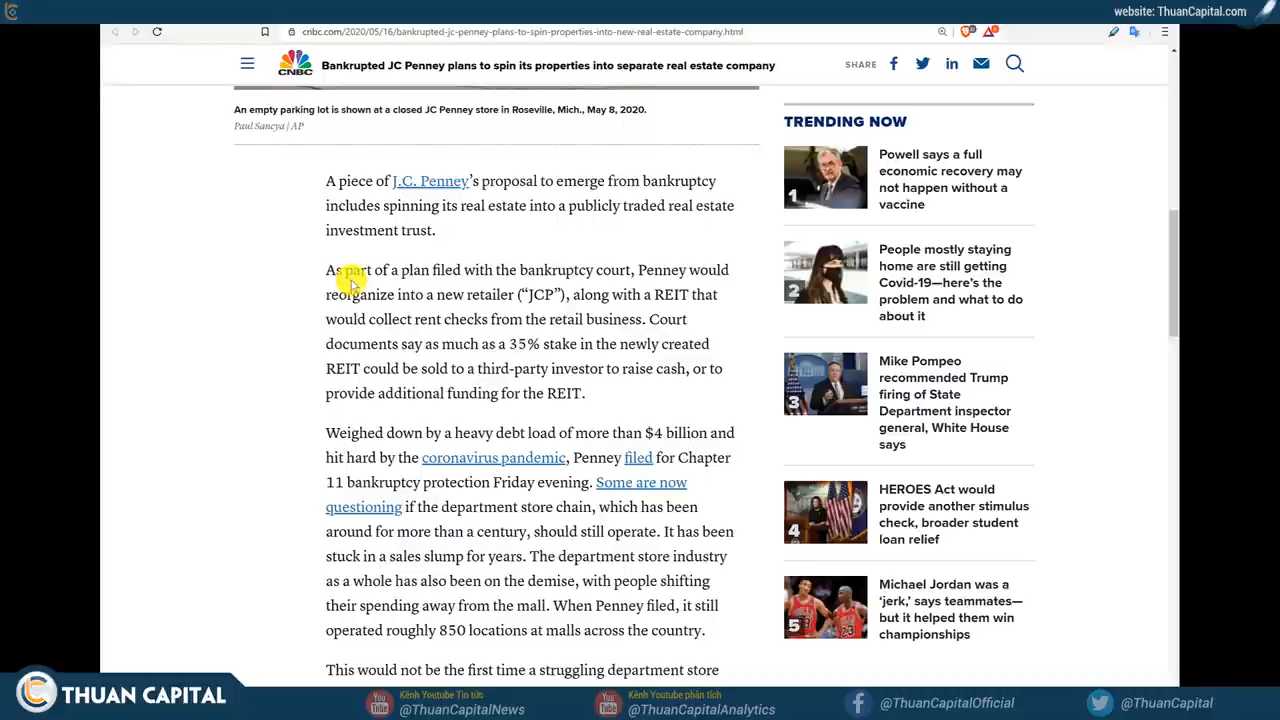 website: ThuanCapital.com
cnbc.com/2020/05/16/bankrupted-jc-penney-plans-to-spin-properties-into-new-real-estate-company.html
CNBC
Bankrupted JC Penney plans to spin its properties into separate real estate company
SHARE
An empty parking lot is shown at a closed JC Penney store in Roseville, Mich., May 8, 2020.
Paul Sancya | AP
A piece of J.C. Penney’s proposal to emerge from bankruptcy
includes spinning its real estate into a publicly traded real estate
investment trust.
As part of a plan filed with the bankruptcy court, Penney would
reorganize into a new retailer (“JCP”), along with a REIT that
would collect rent checks from the retail business. Court
documents say as much as a 35% stake in the newly created
REIT could be sold to a third-party investor to raise cash, or to
provide additional funding for the REIT.
Weighed down by a heavy debt load of more than $4 billion and
hit hard by the coronavirus pandemic, Penney filed for Chapter
11 bankruptcy protection Friday evening. Some are now
questioning if the department store chain, which has been
around for more than a century, should still operate. It has been
stuck in a sales slump for years. The department store industry
as a whole has also been on the demise, with people shifting
their spending away from the mall. When Penney filed, it still
operated roughly 850 locations at malls across the country.
This would not be the first time a struggling department store
TRENDING NOW
1
Powell says a full
economic recovery may
not happen without a
vaccine
2
People mostly staying
home are still getting
Covid-19—here’s the
problem and what to do
about it
3
Mike Pompeo
recommended Trump
firing of State
Department inspector
general, White House
says
4
HEROES Act would
provide another stimulus
check, broader student
loan relief
5
Michael Jordan was a
‘jerk,’ says teammates—
but it helped them win
championships
THUAN CAPITAL
You Tube
Kênh Youtube Tin tức
@ThuanCapitalNews
You Tube
Kênh Youtube phân tích
@ThuanCapitalAnalytics
@ThuanCapitalOfficial
@ThuanCapital